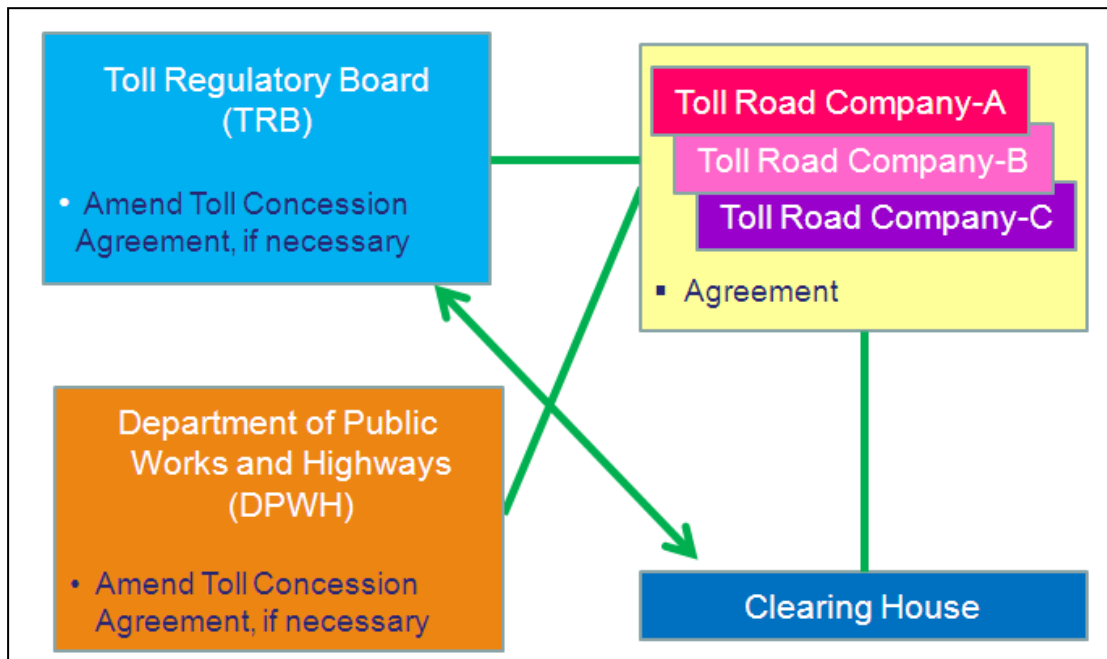 Toll Regulatory Board
(TRB)
• Amend Toll Concession
Agreement, if necessary
Toll Road Company-A
Toll Road Company-B
Toll Road Company-C
▪ Agreement
Department of Public
Works and Highways
(DPWH)
• Amend Toll Concession
Agreement, if necessary
Clearing House